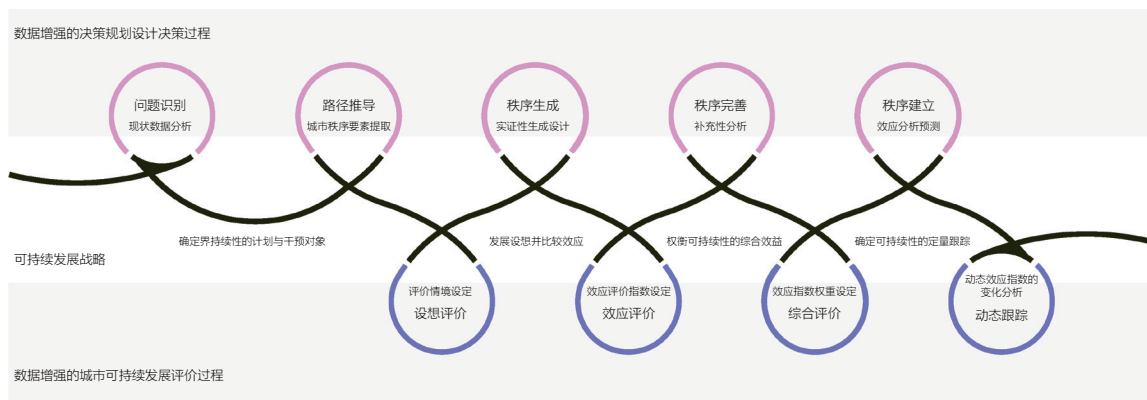 数据增强的决策规划设计决策过程
问题识别
现状数据分析
路径推导
城市秩序要素提取
秩序生成
实证性生成设计
秩序完善
补充性分析
秩序建立
效应分析预测
确定界持续性的计划与干预对象
发展设想并比较效应
权衡可持续性的综合效益
确定可持续性的定量跟踪
可持续发展战略
评价情境设定
设想评价
效应评价指数设定
效应评价
效应指数权重设定
综合评价
动态效应指数的
变化分析
动态跟踪
数据增强的城市可持续发展评价过程